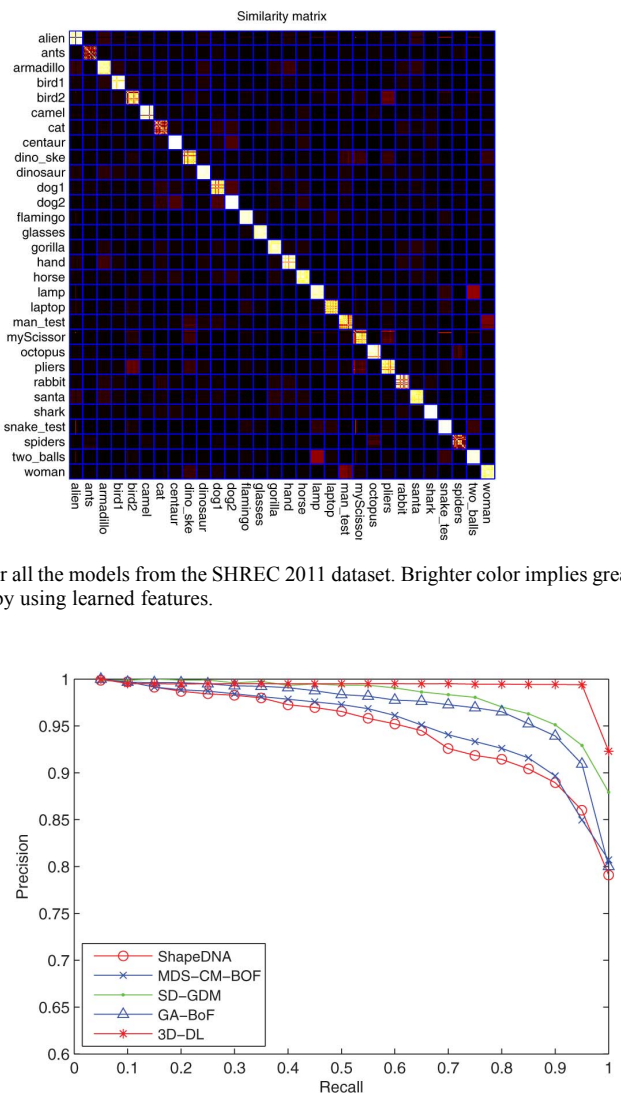 Similarity matrix
alien
ants
armadillo
bird1
bird2
camel
cat
centaur
dino_ske
dinosaur
dog1
dog2
flamingo
glasses
gorilla
hand
horse
lamp
laptop
man_test
myScissor
octopus
pliers
rabbit
santa
shark
snake_test
spiders
two_balls
woman
alien
ants
armadillo
bird1
bird2
camel
cat
centaur
dino_ske
dinosaur
dog1
dog2
flamingo
glasses
gorilla
hand
horse
lamp
laptop
man_test
myScissor
octopus
pliers
rabbit
santa
shark
snake_tes
spiders
two_balls
woman
r all the models from the SHREC 2011 dataset. Brighter color implies grea
by using learned features.
1
0.95
0.9
0.85
0.8
0.75
0.7
0.65
0.6
Precision
ShapeDNA
MDS-CM-BOF
SD-GDM
GA-BoF
3D-DL
0 0.1 0.2 0.3 0.4 0.5 0.6 0.7 0.8 0.9 1
Recall